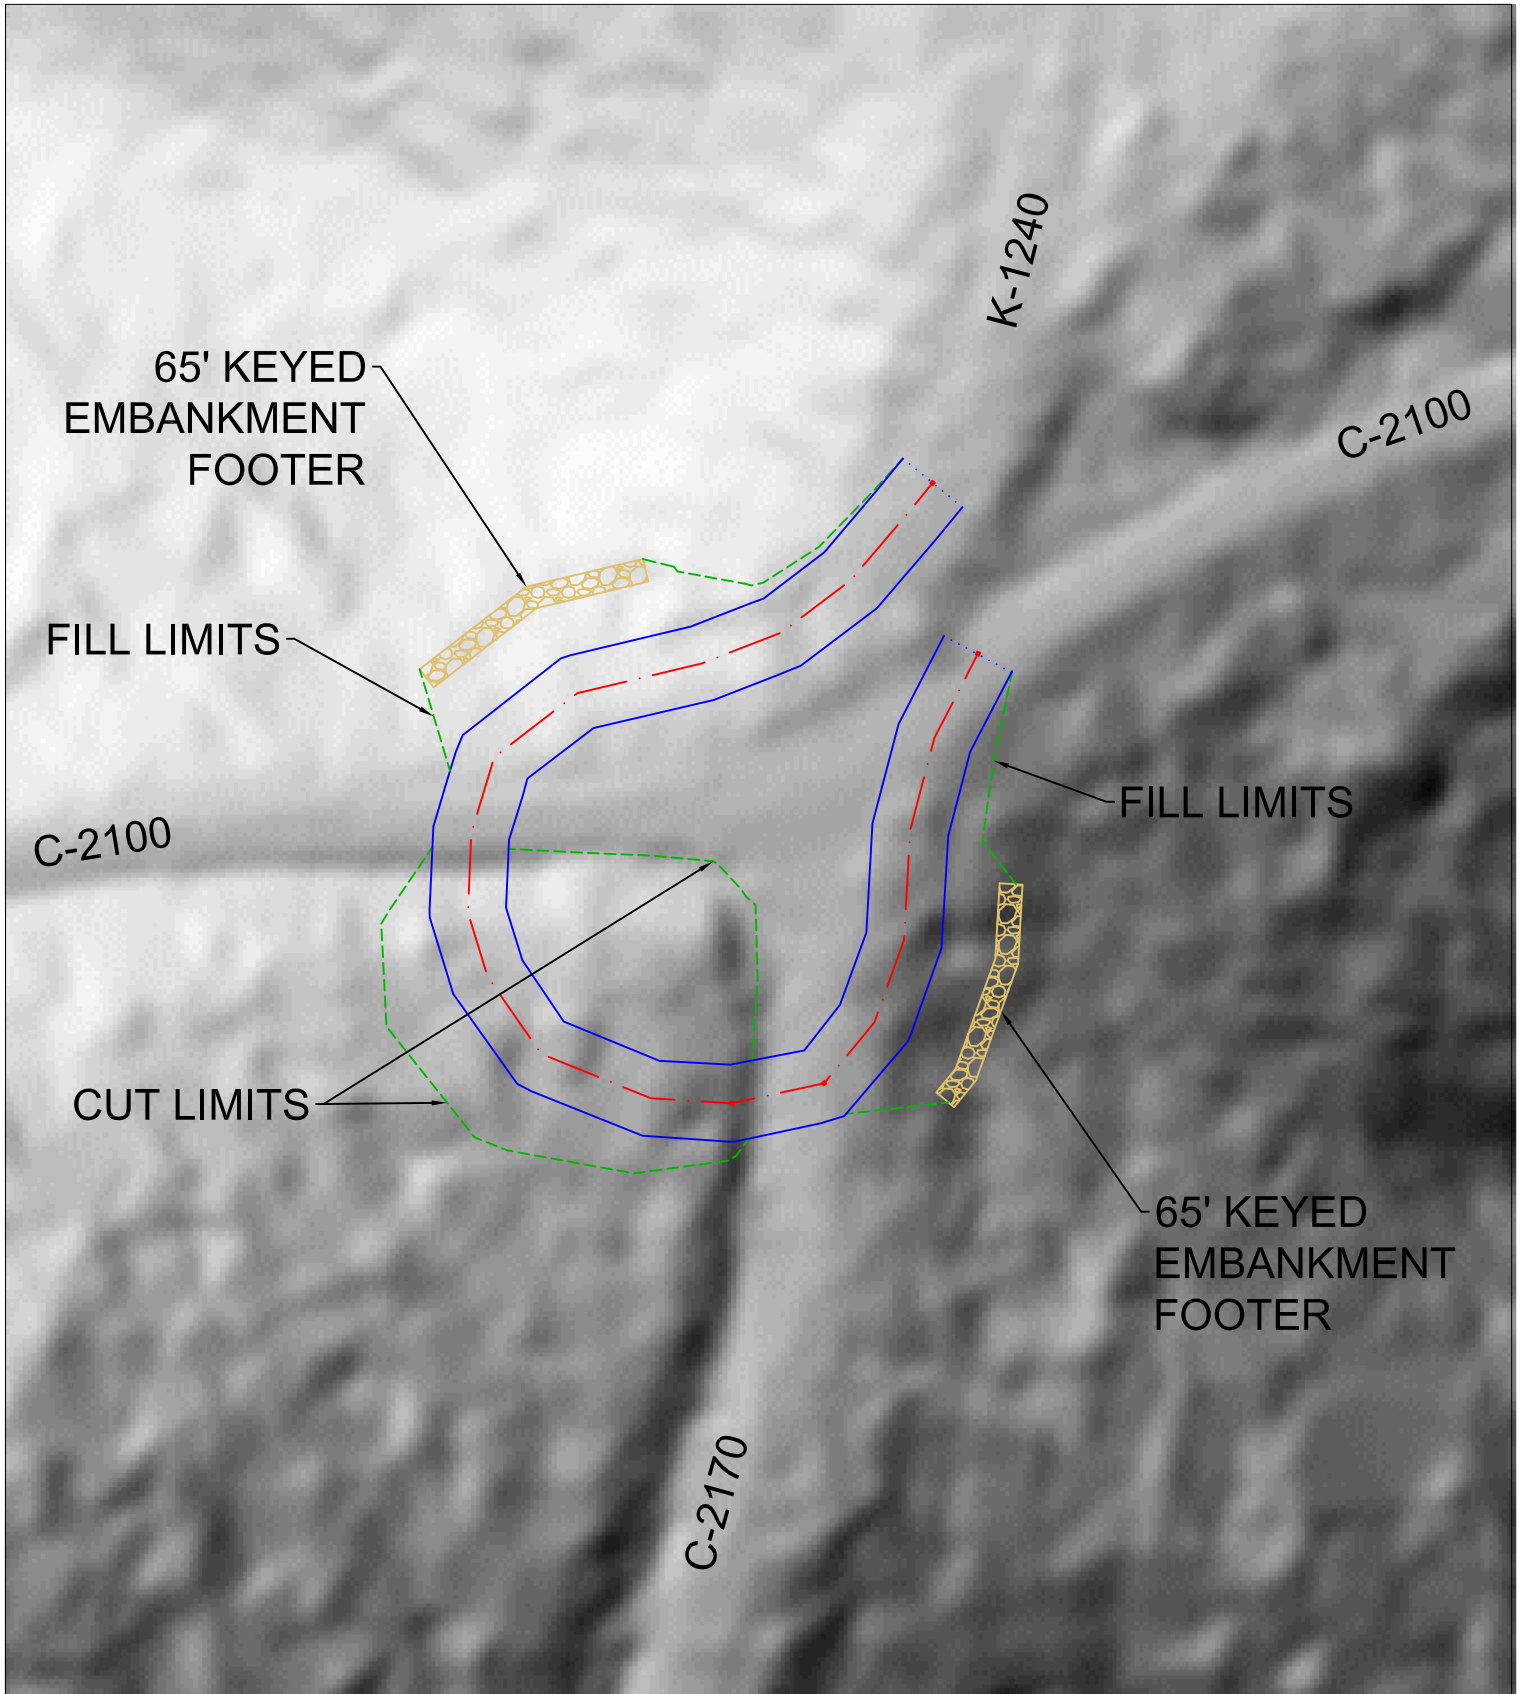 K-1240
65' KEYED
EMBANKMENT
FOOTER
C-2100
FILL LIMITS
FILL LIMITS
C-2100
CUT LIMITS
65' KEYED
EMBANKMENT
FOOTER
C-2170